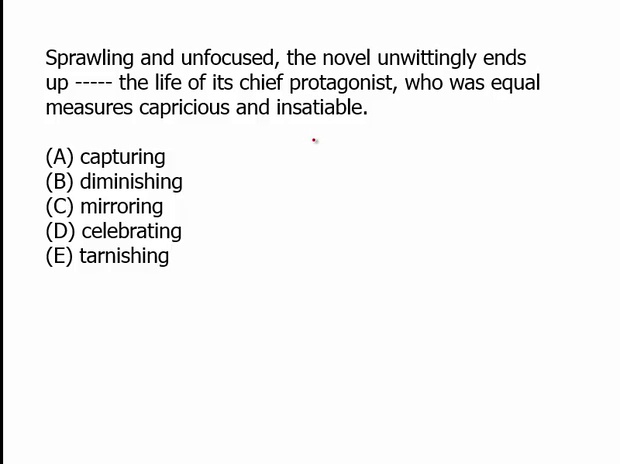 Sprawling and unfocused, the novel unwittingly ends
up ----- the life of its chief protagonist, who was equal
measures capricious and insatiable.
(A) capturing
(B) diminishing
(C) mirroring
(D) celebrating
(E) tarnishing